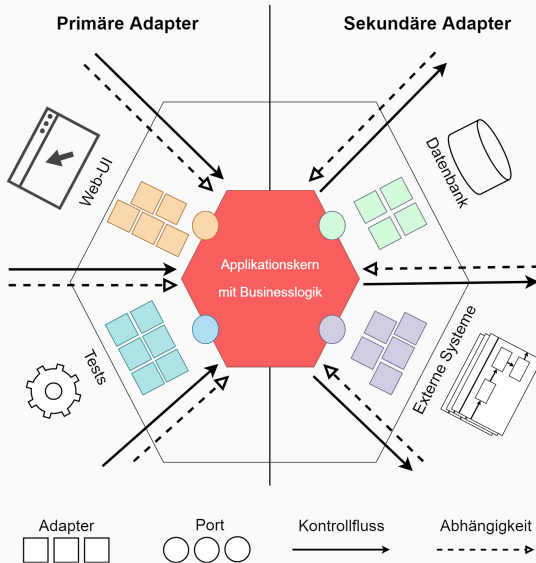 Primäre Adapter
Sekundäre Adapter
Web-UI
Datenbank
Applikationskern
mit Businesslogik
Tests
Externe Systeme
Adapter
Port
Kontrollfluss
Abhängigkeit